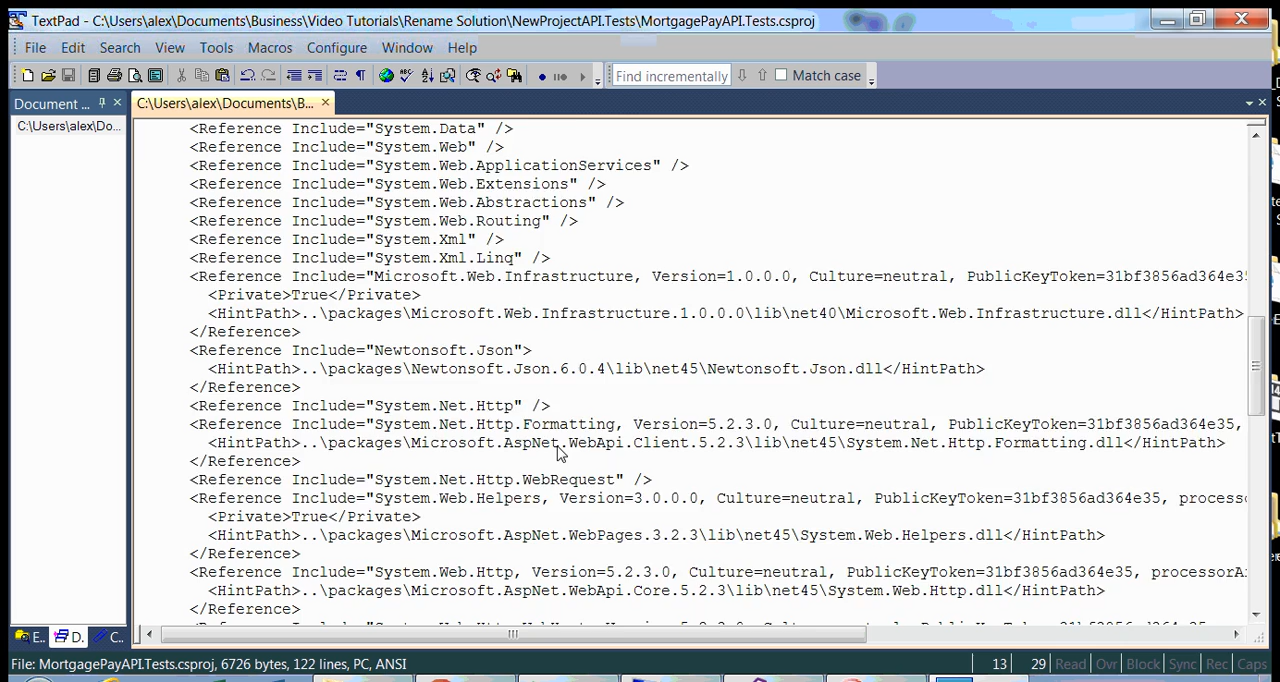 TextPad - C:\Users\alex\Documents\Business\Video Tutorials\Rename Solution\NewProjectAPI.Tests\MortgagePayAPI.Tests.csproj
File Edit Search View Tools Macros Configure Window Help
Find incrementally Match case
Document ... C:\Users\alex\Documents\B...
C:\Users\alex\Do...
<Reference Include="System.Data" />
<Reference Include="System.Web" />
<Reference Include="System.Web.ApplicationServices" />
<Reference Include="System.Web.Extensions" />
<Reference Include="System.Web.Abstractions" />
<Reference Include="System.Web.Routing" />
<Reference Include="System.Xml" />
<Reference Include="System.Xml.Linq" />
<Reference Include="Microsoft.Web.Infrastructure, Version=1.0.0.0, Culture=neutral, PublicKeyToken=31bf3856ad364e3
<Private>True</Private>
<HintPath>..\packages\Microsoft.Web.Infrastructure.1.0.0.0\lib\net40\Microsoft.Web.Infrastructure.dll</HintPath>
</Reference>
<Reference Include="Newtonsoft.Json">
<HintPath>..\packages\Newtonsoft.Json.6.0.4\lib\net45\Newtonsoft.Json.dll</HintPath>
</Reference>
<Reference Include="System.Net.Http" />
<Reference Include="System.Net.Http.Formatting, Version=5.2.3.0, Culture=neutral, PublicKeyToken=31bf3856ad364e35,
<HintPath>..\packages\Microsoft.AspNet.WebApi.Client.5.2.3\lib\net45\System.Net.Http.Formatting.dll</HintPath>
</Reference>
<Reference Include="System.Net.Http.WebRequest" />
<Reference Include="System.Web.Helpers, Version=3.0.0.0, Culture=neutral, PublicKeyToken=31bf3856ad364e35, processo
<Private>True</Private>
<HintPath>..\packages\Microsoft.AspNet.WebPages.3.2.3\lib\net45\System.Web.Helpers.dll</HintPath>
</Reference>
<Reference Include="System.Web.Http, Version=5.2.3.0, Culture=neutral, PublicKeyToken=31bf3856ad364e35, processorA
<HintPath>..\packages\Microsoft.AspNet.WebApi.Core.5.2.3\lib\net45\System.Web.Http.dll</HintPath>
</Reference>
E. D. C.
File: MortgagePayAPI.Tests.csproj, 6726 bytes, 122 lines, PC, ANSI 13 29 Read Ovr Block Sync Rec Caps